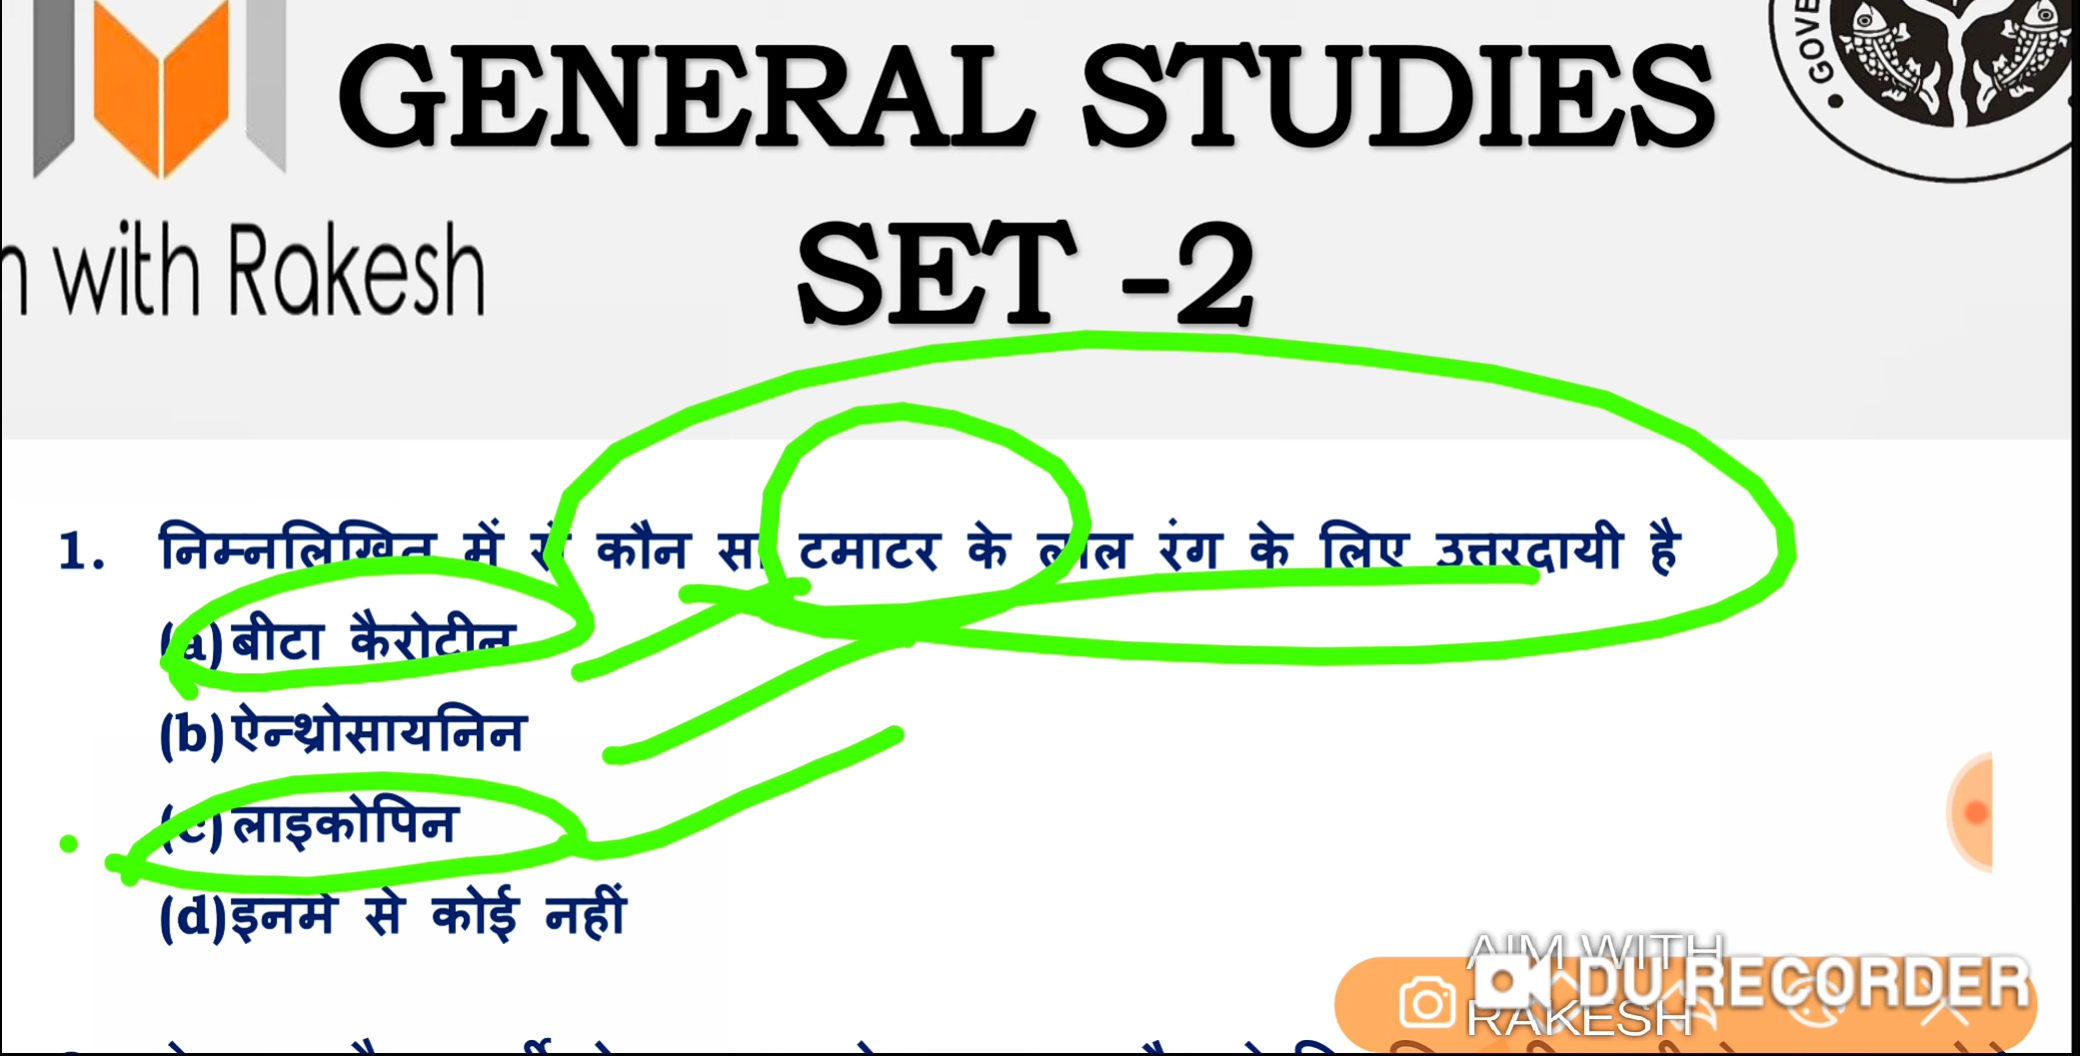 GENERAL STUDIES
GOVE
with Rakesh
SET -2
1. निम्नलिखित में से कौन सा टमाटर के लाल रंग के लिए उत्तरदायी है
(a) बीटा कैरोटीन
(b) ऐन्थ्रोसायनिन
(c) लाइकोपिन
(d) इनमे से कोई नहीं
AIM WITH
RAKESH
DU RECORDER